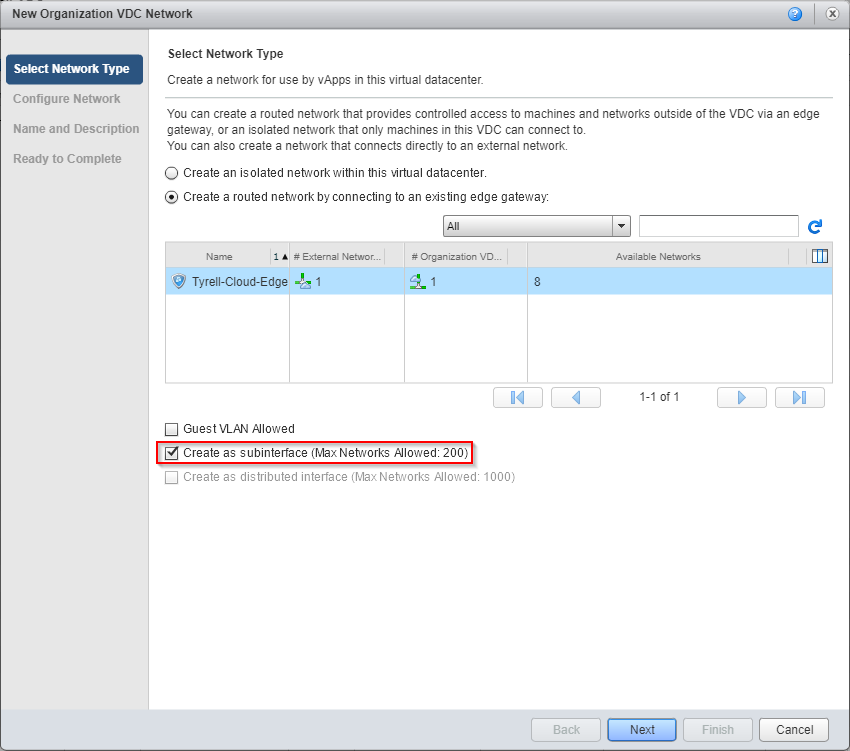 New Organization VDC Network
Select Network Type
Configure Network
Name and Description
Ready to Complete
Select Network Type
Create a network for use by vApps in this virtual datacenter.
You can create a routed network that provides controlled access to machines and networks outside of the VDC via an edge
gateway, or an isolated network that only machines in this VDC can connect to.
You can also create a network that connects directly to an external network.
Create an isolated network within this virtual datacenter.
Create a routed network by connecting to an existing edge gateway:
All
Name 1 ▲ # External Networ... # Organization VD... Available Networks
Tyrell-Cloud-Edge 1 1 8
1-1 of 1
Guest VLAN Allowed
Create as subinterface (Max Networks Allowed: 200)
Create as distributed interface (Max Networks Allowed: 1000)
Back Next Finish Cancel